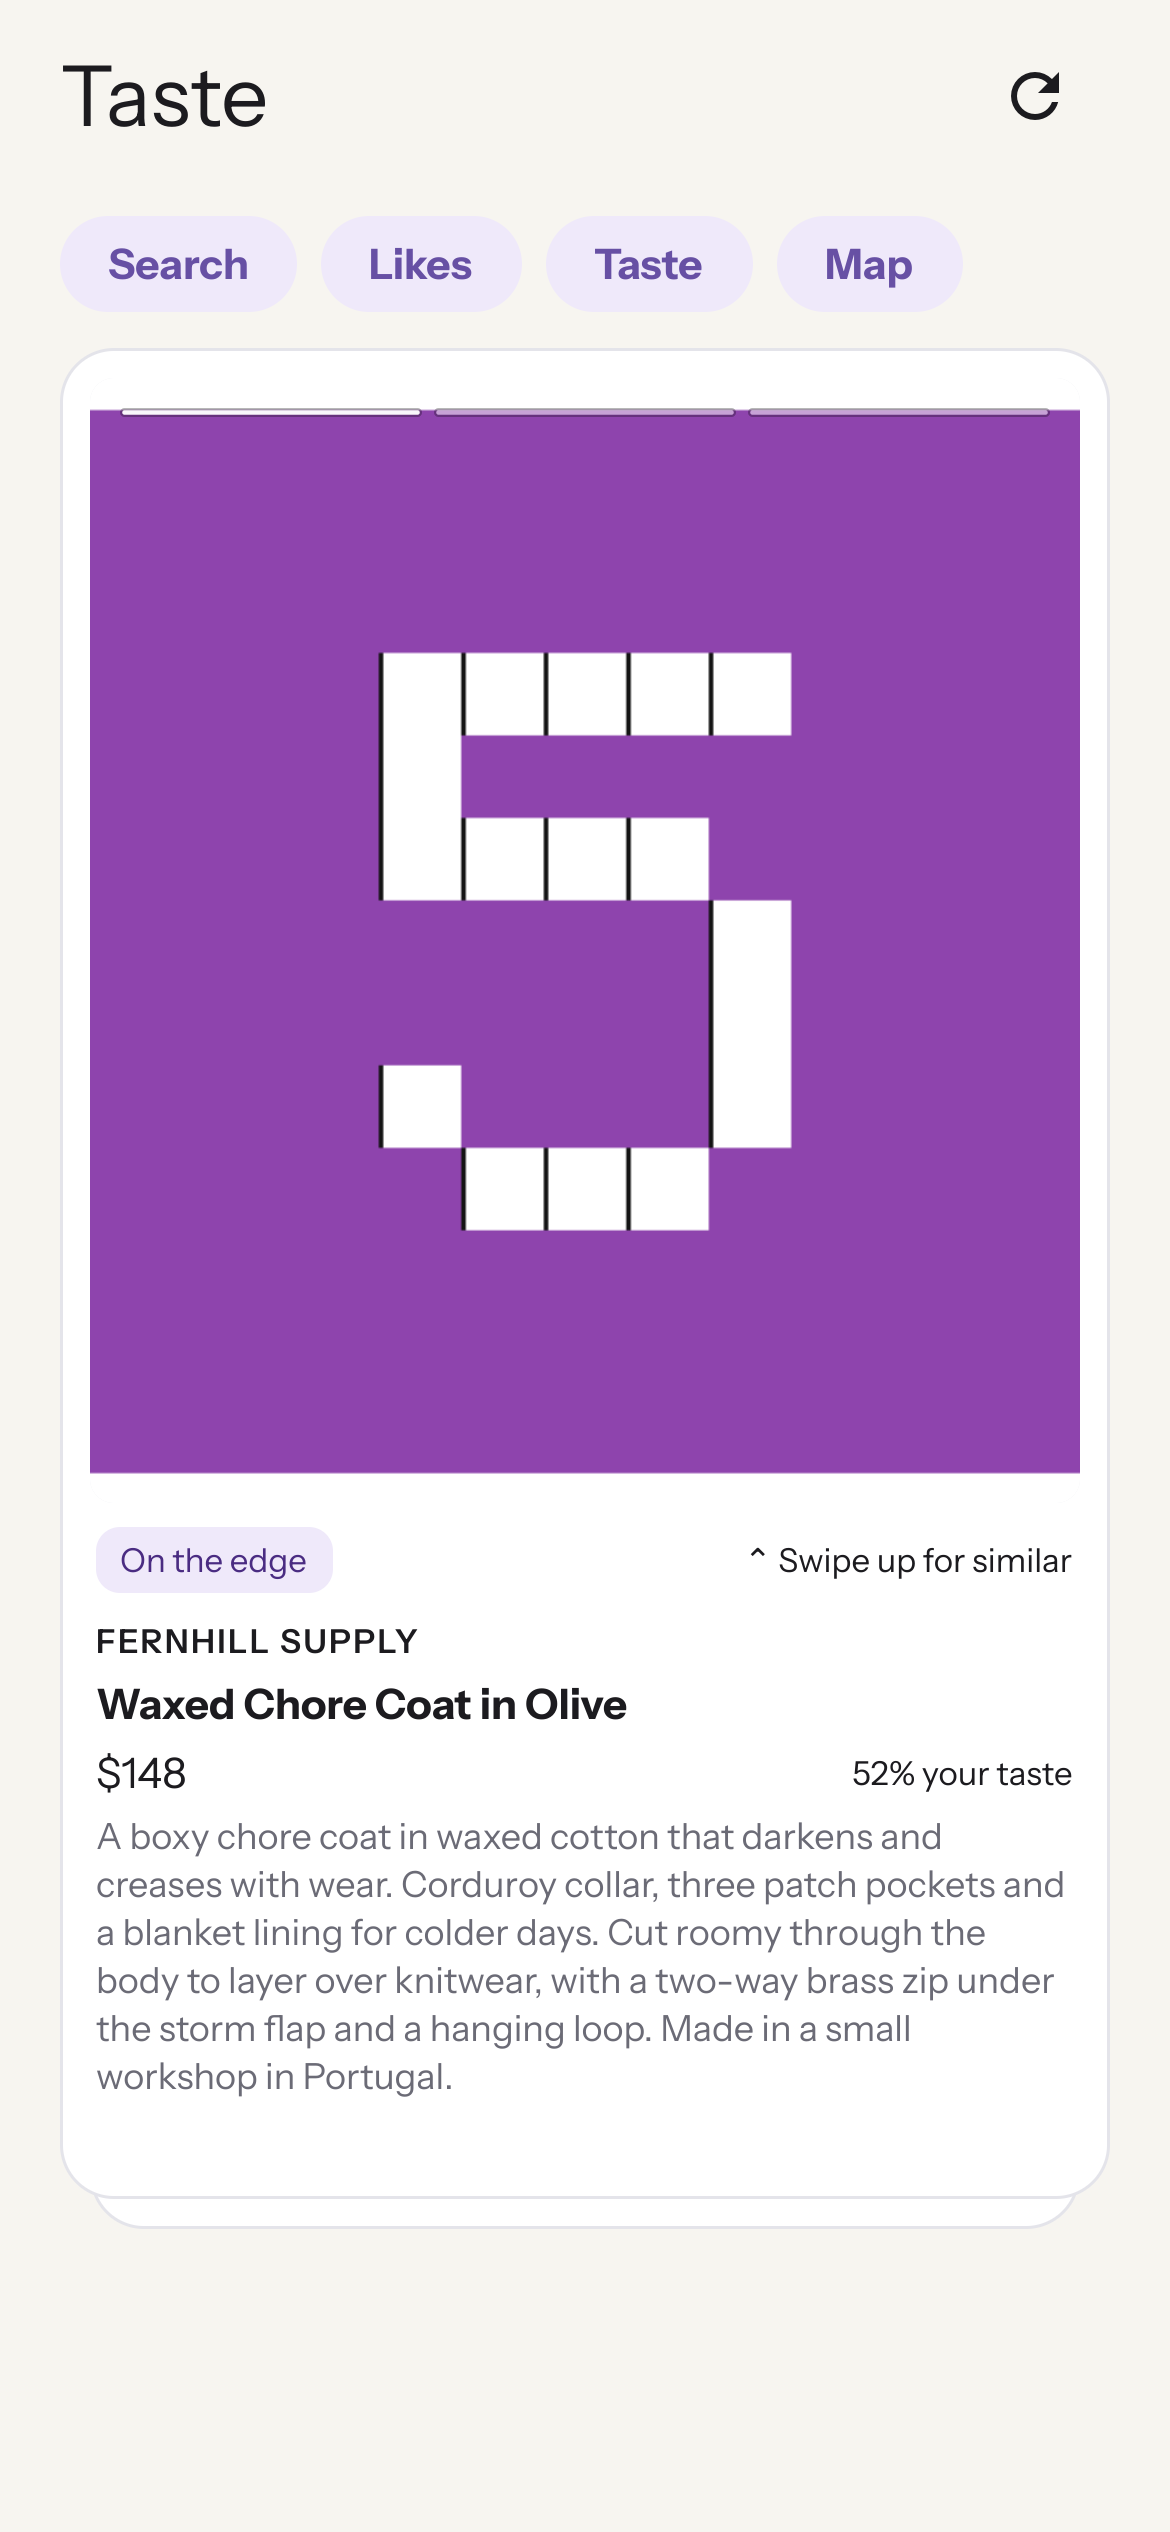 Taste
Search
Likes
Taste
Map
5
On the edge
⌃ Swipe up for similar
FERNHILL SUPPLY
Waxed Chore Coat in Olive
$148
52% your taste
A boxy chore coat in waxed cotton that darkens and
creases with wear. Corduroy collar, three patch pockets and
a blanket lining for colder days. Cut roomy through the
body to layer over knitwear, with a two-way brass zip under
the storm flap and a hanging loop. Made in a small
workshop in Portugal.